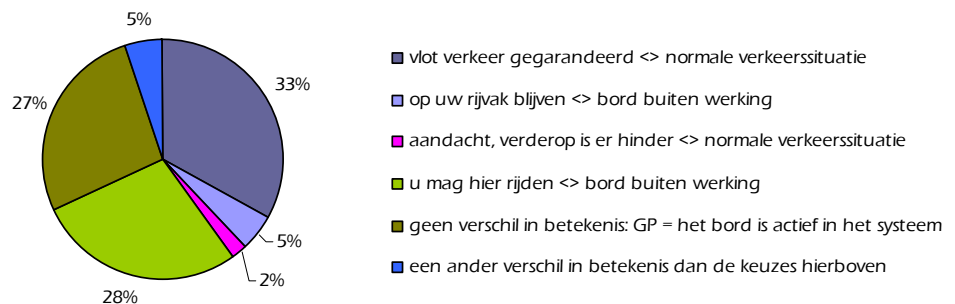 5%
33%
27%
5%
2%
28%
vlot verkeer gegarandeerd <> normale verkeerssituatie
op uw rijvak blijven <> bord buiten werking
aandacht, verderop is er hinder <> normale verkeerssituatie
u mag hier rijden <> bord buiten werking
geen verschil in betekenis: GP = het bord is actief in het systeem
een ander verschil in betekenis dan de keuzes hierboven